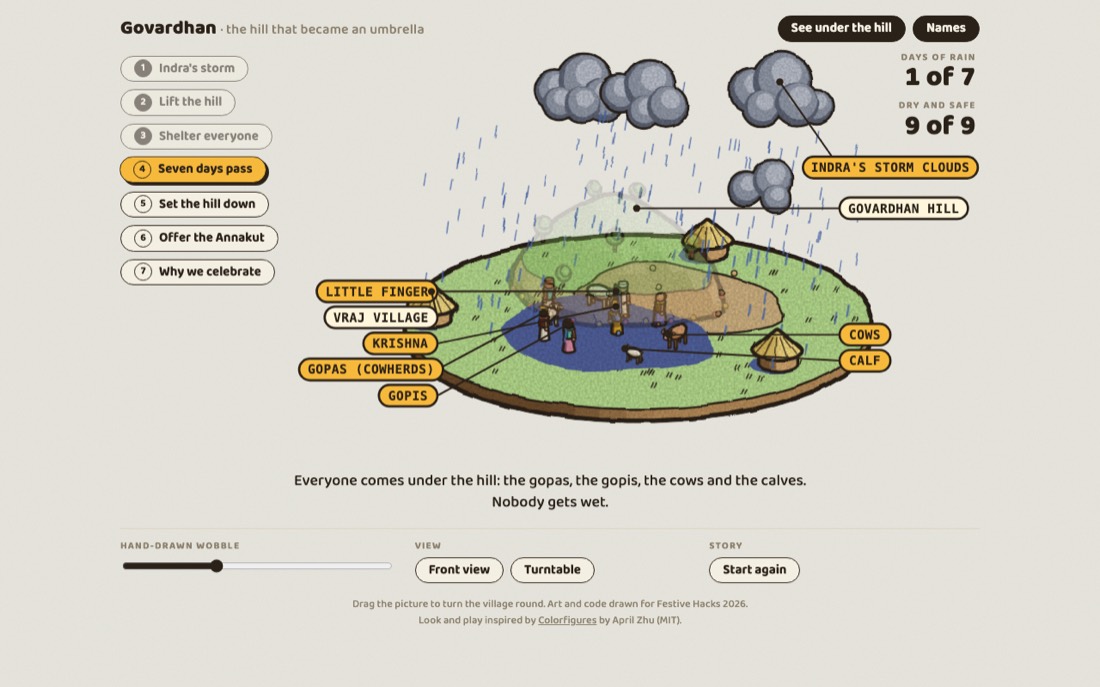 Govardhan · the hill that became an umbrella
See under the hill
Names
1 Indra's storm
2 Lift the hill
3 Shelter everyone
4 Seven days pass
5 Set the hill down
6 Offer the Annakut
7 Why we celebrate
DAYS OF RAIN
1 of 7
DRY AND SAFE
9 of 9
INDRA'S STORM CLOUDS
GOVARDHAN HILL
LITTLE FINGER
VRAJ VILLAGE
KRISHNA
GOPAS (COWHERDS)
GOPIS
COWS
CALF
Everyone comes under the hill: the gopas, the gopis, the cows and the calves.
Nobody gets wet.
HAND-DRAWN WOBBLE
VIEW
Front view
Turntable
STORY
Start again
Drag the picture to turn the village round. Art and code drawn for Festive Hacks 2026.
Look and play inspired by Colorfigures by April Zhu (MIT).